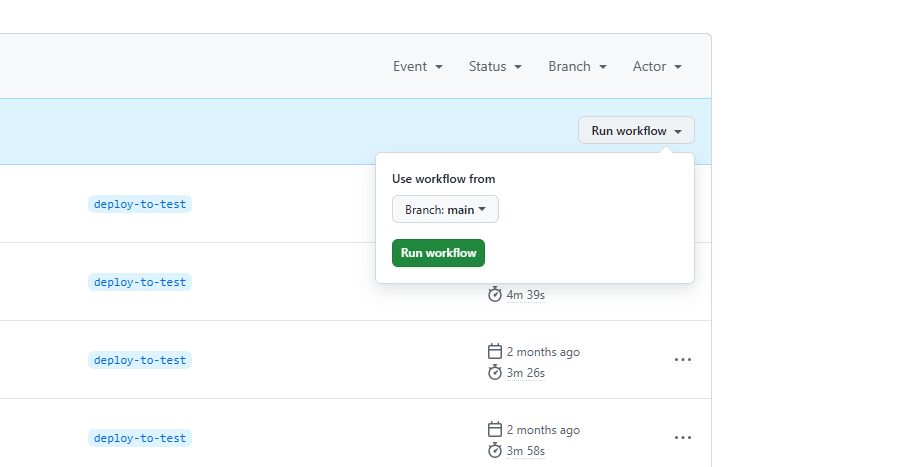 Event Status Branch Actor
Run workflow
Use workflow from
Branch: main
Run workflow
deploy-to-test
deploy-to-test
4m 39s
deploy-to-test
2 months ago
3m 26s
deploy-to-test
2 months ago
3m 58s